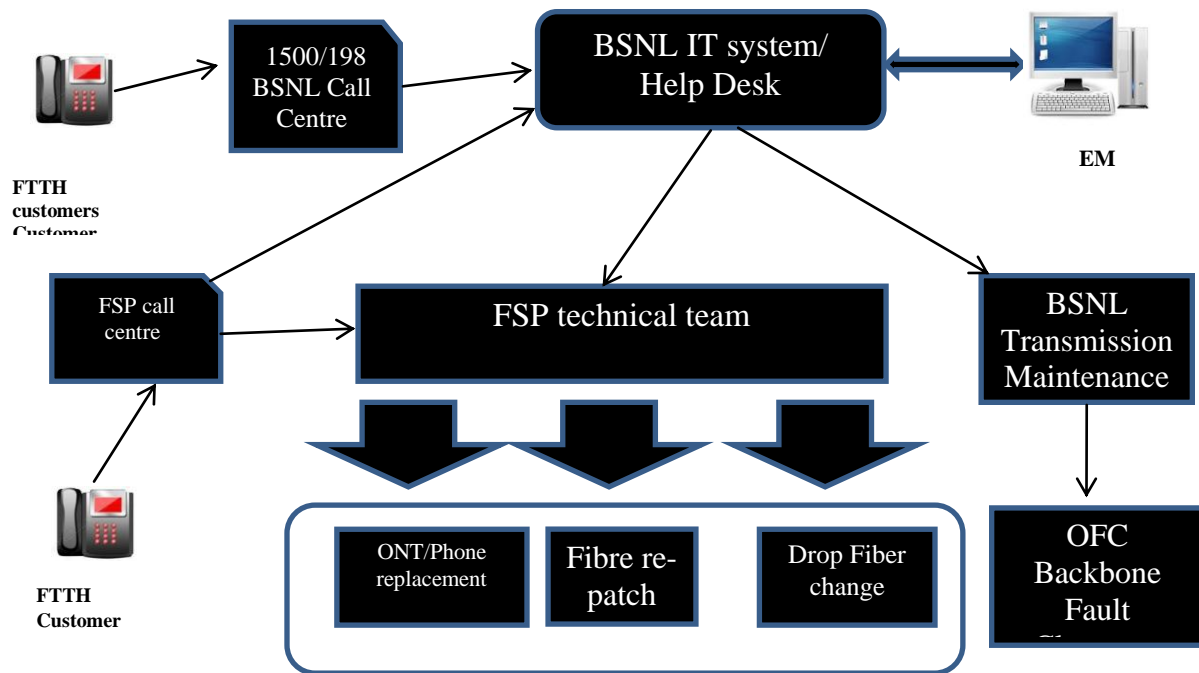 1500/198
BSNL Call
Centre
BSNL IT system/
Help Desk
EM
FTTH
customers
Customer
FSP call
centre
FSP technical team
BSNL
Transmission
Maintenance
FTTH
Customer
ONT/Phone
replacement
Fibre re-
patch
Drop Fiber
change
OFC
Backbone
Fault